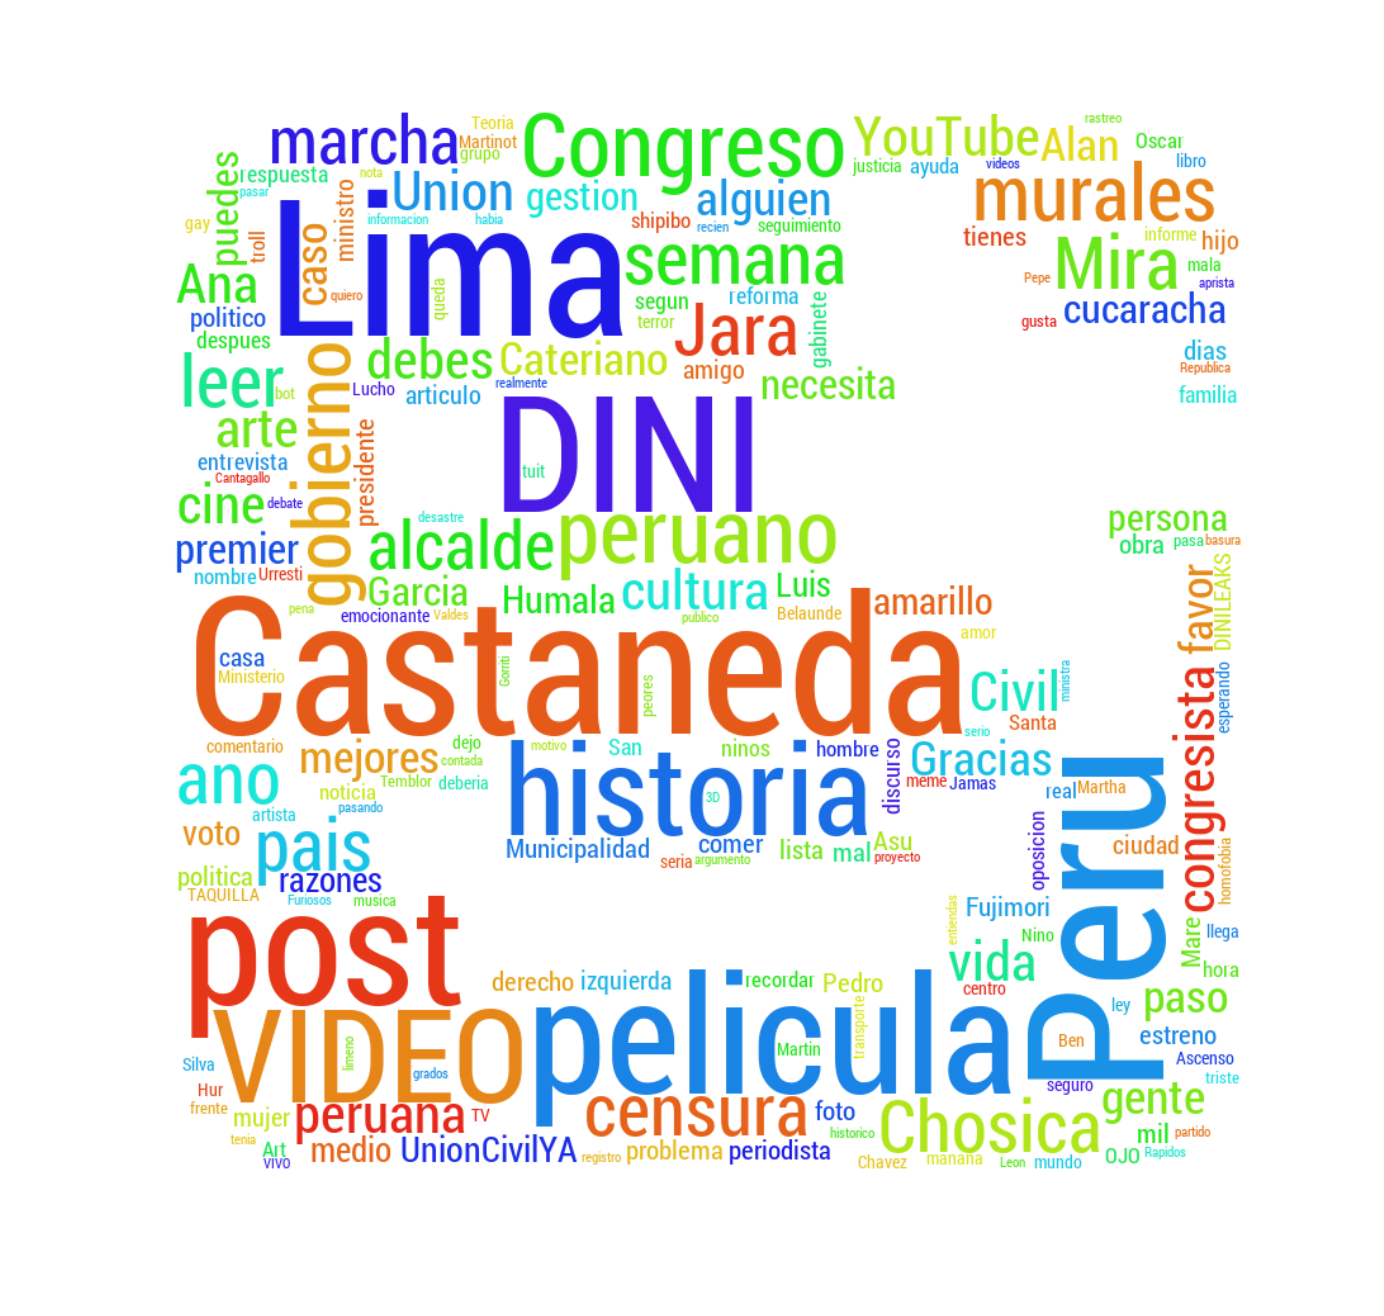 marcha
Teoria
Martinot
grupo
Congreso
YouTube
Alan
rastreo
Oscar
libro
justicia
ayuda
videos
puedes
respuesta
pasar
nota
ministro
Union
gestion
alguien
murales
informacion
habia
shipibo
recien
seguimiento
gay
troll
caso
Lima
semana
tienes
informe
hijo
Ana
quiero
queda
segun
reforma
Pepe
Mira
mala
aprista
politico
despues
terror
Jara
gabinete
gusta
cucaracha
leer
bot
gobierno
debes
Cateriano
amigo
necesita
dias
Republica
familia
Lucho
articulo
realmente
arte
entrevista
Cantagallo
presidente
DINI
tuit
cine
debate
desastre
persona
premier
alcalde
peruano
obra
pasa
basura
nombre
Urresti
Garcia
Humala
cultura
Luis
favor
DINILEAKS
pena
emocionante
Valdes
publico
Belaunde
amarillo
amor
Castaneda
casa
Ministerio
Gorriti
peores
Civil
ministra
Santa
serio
congresista
esperando
comentario
mejores
dejo
contada
motivo
San
ninos
hombre
discurso
Gracias
ano
noticia
Temblor
deberia
historia
3D
meme
Jamas
real
Martha
Peru
artista
pasando
voto
pais
Municipalidad
seria
comer
argumento
lista
mal
Asu
proyecto
oposicion
ciudad
homofobia
politica
razones
TAQUILLA
Furiosos
musica
post
entiendas
Fujimori
Nino
Mare
llega
derecho
izquierda
recordar
Pedro
vida
centro
hora
VIDEO
pelicula
transporte
ley
paso
Silva
limeno
grados
Martin
Ben
estreno
Ascenso
Hur
seguro
triste
frente
mujer
peruana
TV
censura
foto
Chosica
gente
tenia
Art
vivo
medio
UnionCivilYA
registro
problema
periodista
historico
Chavez
manana
Leon
mundo
mil
partido
OJO
Rapidos